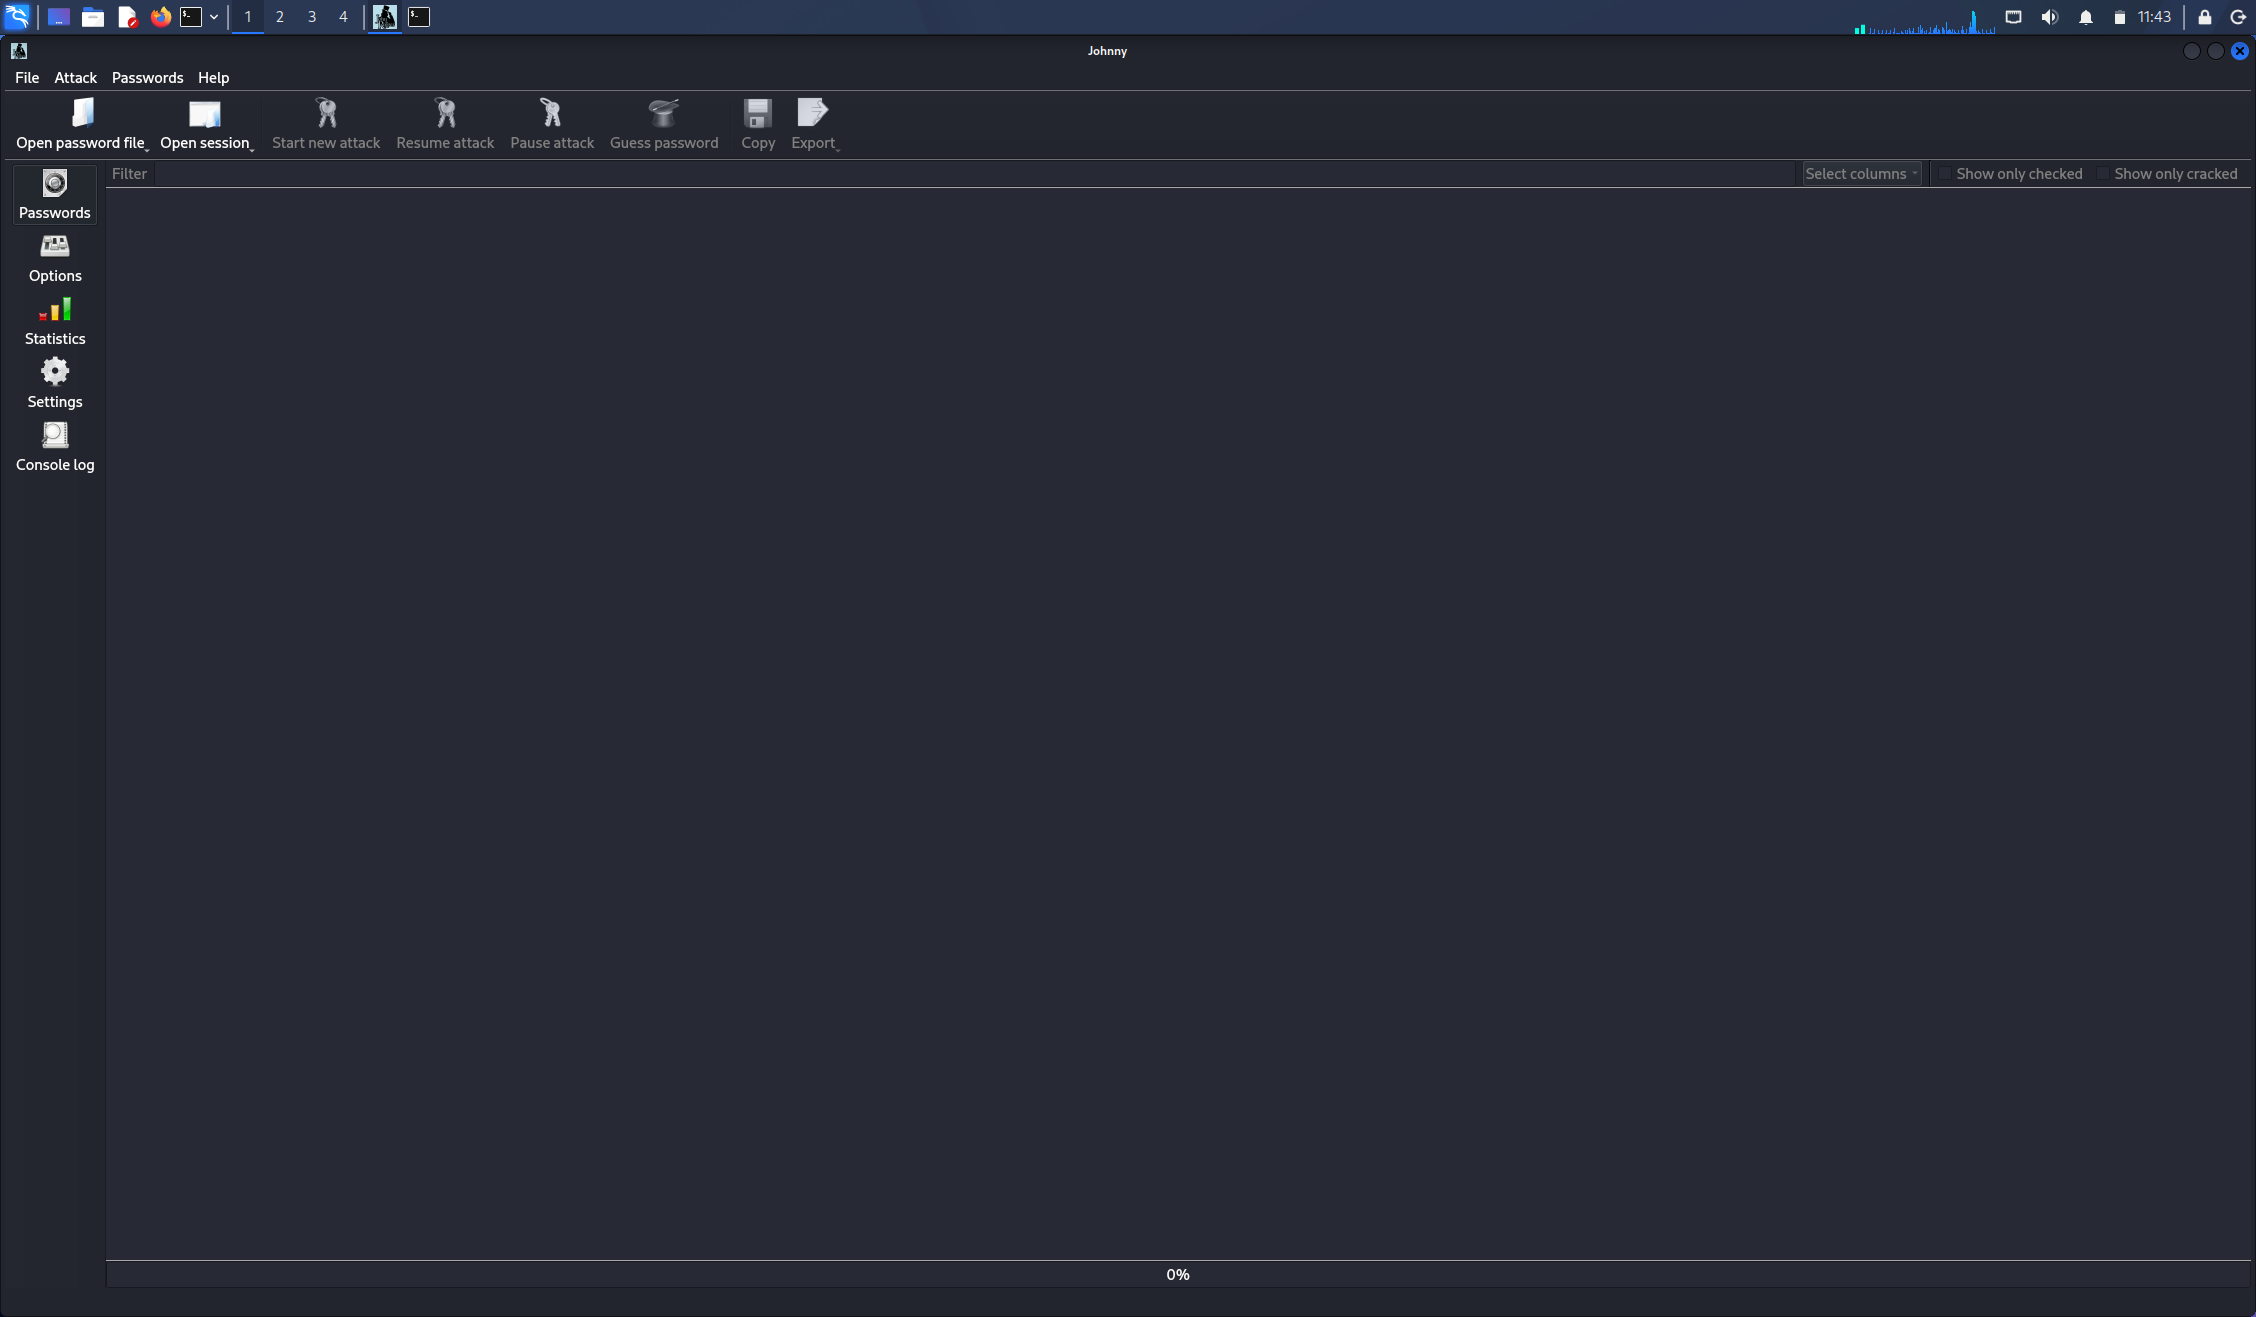 1 2 3 4 11:43
Johnny
File Attack Passwords Help
Open password file Open session Start new attack Resume attack Pause attack Guess password Copy Export
Filter Select columns Show only checked Show only cracked
Passwords
Options
Statistics
Settings
Console log
0%